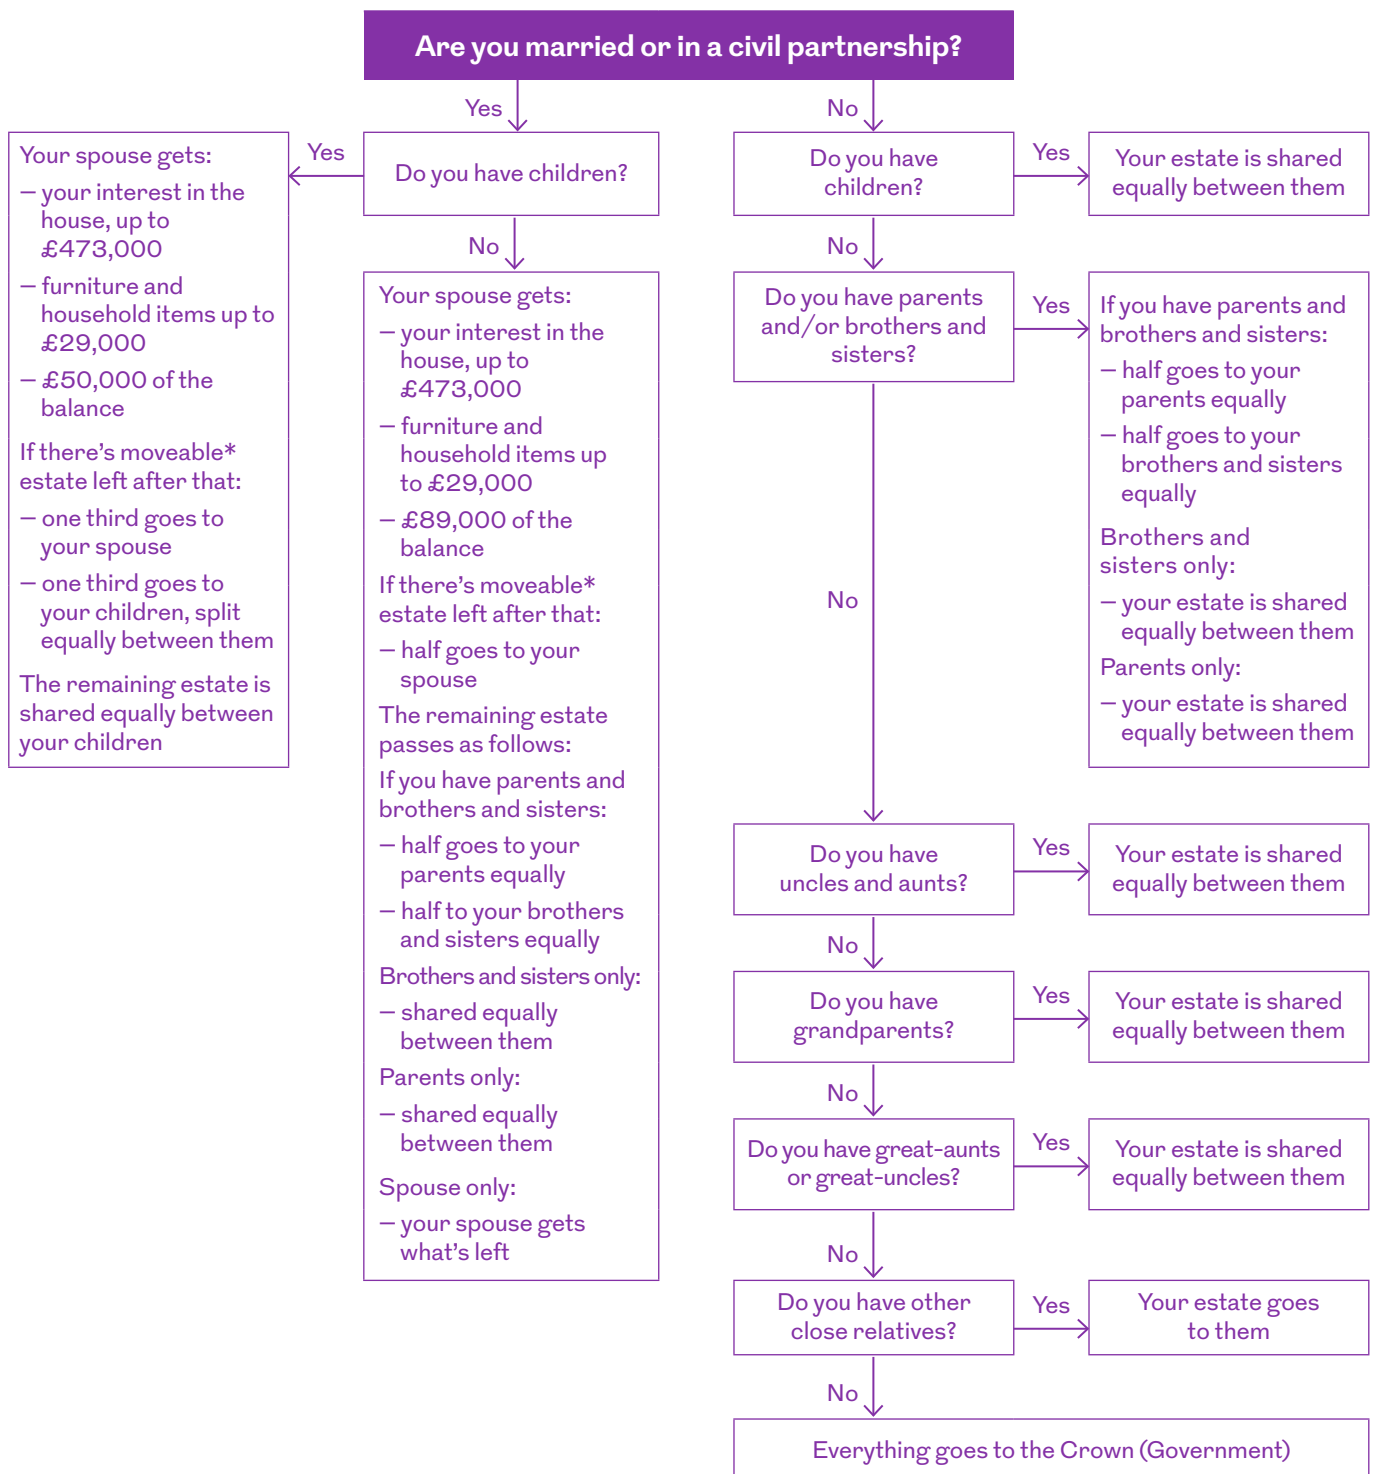 Are you married or in a civil partnership?
Yes
No
Your spouse gets:
– your interest in the
house, up to
£473,000
– furniture and
household items up to
£29,000
– £50,000 of the
balance
If there’s moveable*
estate left after that:
– one third goes to
your spouse
– one third goes to
your children, split
equally between them
The remaining estate is
shared equally between
your children
Yes
Do you have children?
No
Your spouse gets:
– your interest in the
house, up to
£473,000
– furniture and
household items up
to £29,000
– £89,000 of the
balance
If there’s moveable*
estate left after that:
– half goes to your
spouse
The remaining estate
passes as follows:
If you have parents and
brothers and sisters:
– half goes to your
parents equally
– half to your brothers
and sisters equally
Brothers and sisters only:
– shared equally
between them
Parents only:
– shared equally
between them
Spouse only:
– your spouse gets
what’s left
Do you have
children?
Yes
Your estate is shared
equally between them
No
Do you have parents
and/or brothers and
sisters?
Yes
If you have parents and
brothers and sisters:
– half goes to your
parents equally
– half goes to your
brothers and sisters
equally
Brothers and
sisters only:
– your estate is shared
equally between them
Parents only:
– your estate is shared
equally between them
No
Do you have
uncles and aunts?
Yes
Your estate is shared
equally between them
No
Do you have
grandparents?
Yes
Your estate is shared
equally between them
No
Do you have great-aunts
or great-uncles?
Yes
Your estate is shared
equally between them
No
Do you have other
close relatives?
Yes
Your estate goes
to them
No
Everything goes to the Crown (Government)